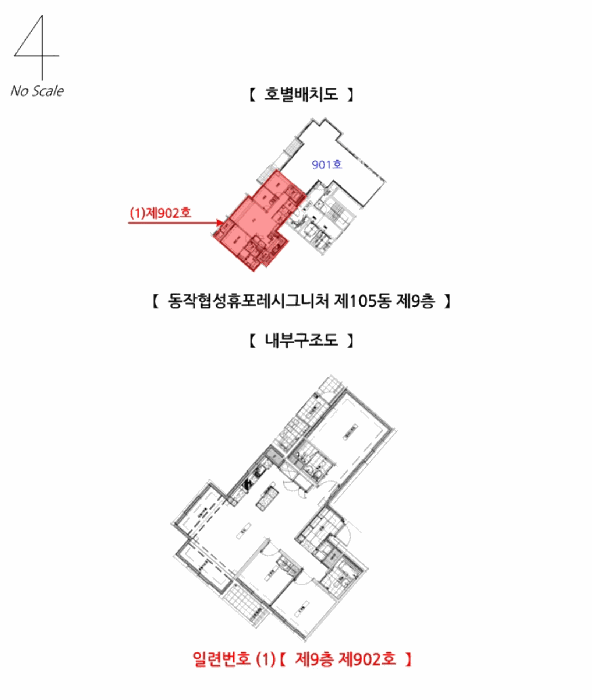 No Scale
【 호별배치도 】
901호
(1)제902호
【 동작협성휴포레시그니처 제105동 제9층 】
【 내부구조도 】
일련번호 (1)【 제9층 제902호 】